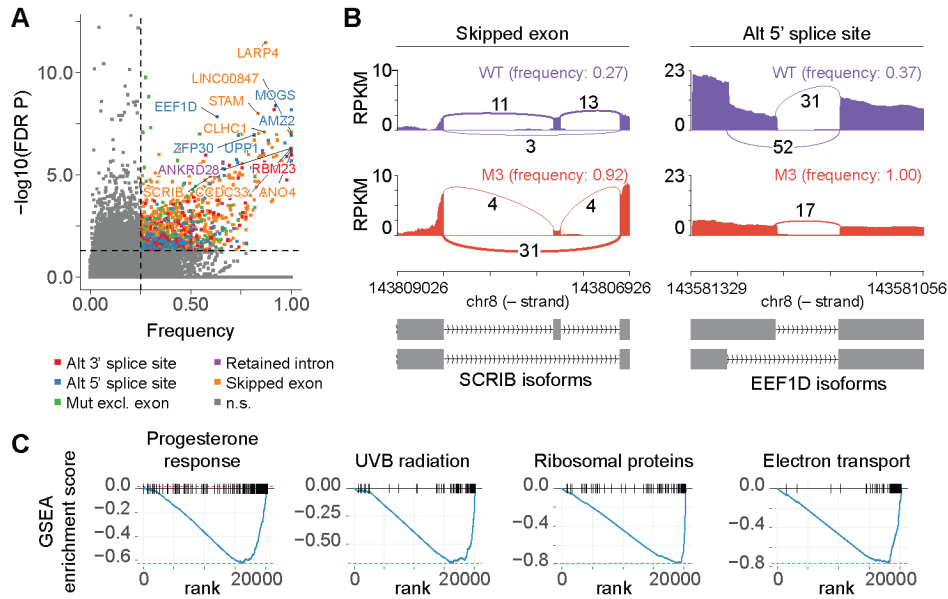 A
−log10(FDR P)
10.0
5.0
2.5
0.0
LARP4
LINC00847
MOGS
STAM
EEF1D
AMZ2
CLHC1
ZFP30
UPP1
ANKRD28
RBM23
SCRIB
CCDC33
ANO4
0.00
0.50
1.00
Frequency
Alt 3' splice site
Alt 5' splice site
Mut excl. exon
Retained intron
Skipped exon
n.s.
B
Skipped exon
RPKM
10
0
WT (frequency: 0.27)
11
13
3
RPKM
10
0
M3 (frequency: 0.92)
4
4
31
143809026
143806926
chr8 (– strand)
SCRIB isoforms
Alt 5' splice site
23
0
WT (frequency: 0.37)
31
52
23
0
M3 (frequency: 1.00)
17
143581329
143581056
chr8 (– strand)
EEF1D isoforms
C
GSEA
enrichment score
Progesterone
response
0.0
−0.2
−0.4
−0.6
0
20000
rank
UVB radiation
0.00
−0.25
−0.50
0
20000
rank
Ribosomal proteins
0.0
−0.4
−0.8
0
20000
rank
Electron transport
0.0
−0.4
−0.8
0
20000
rank